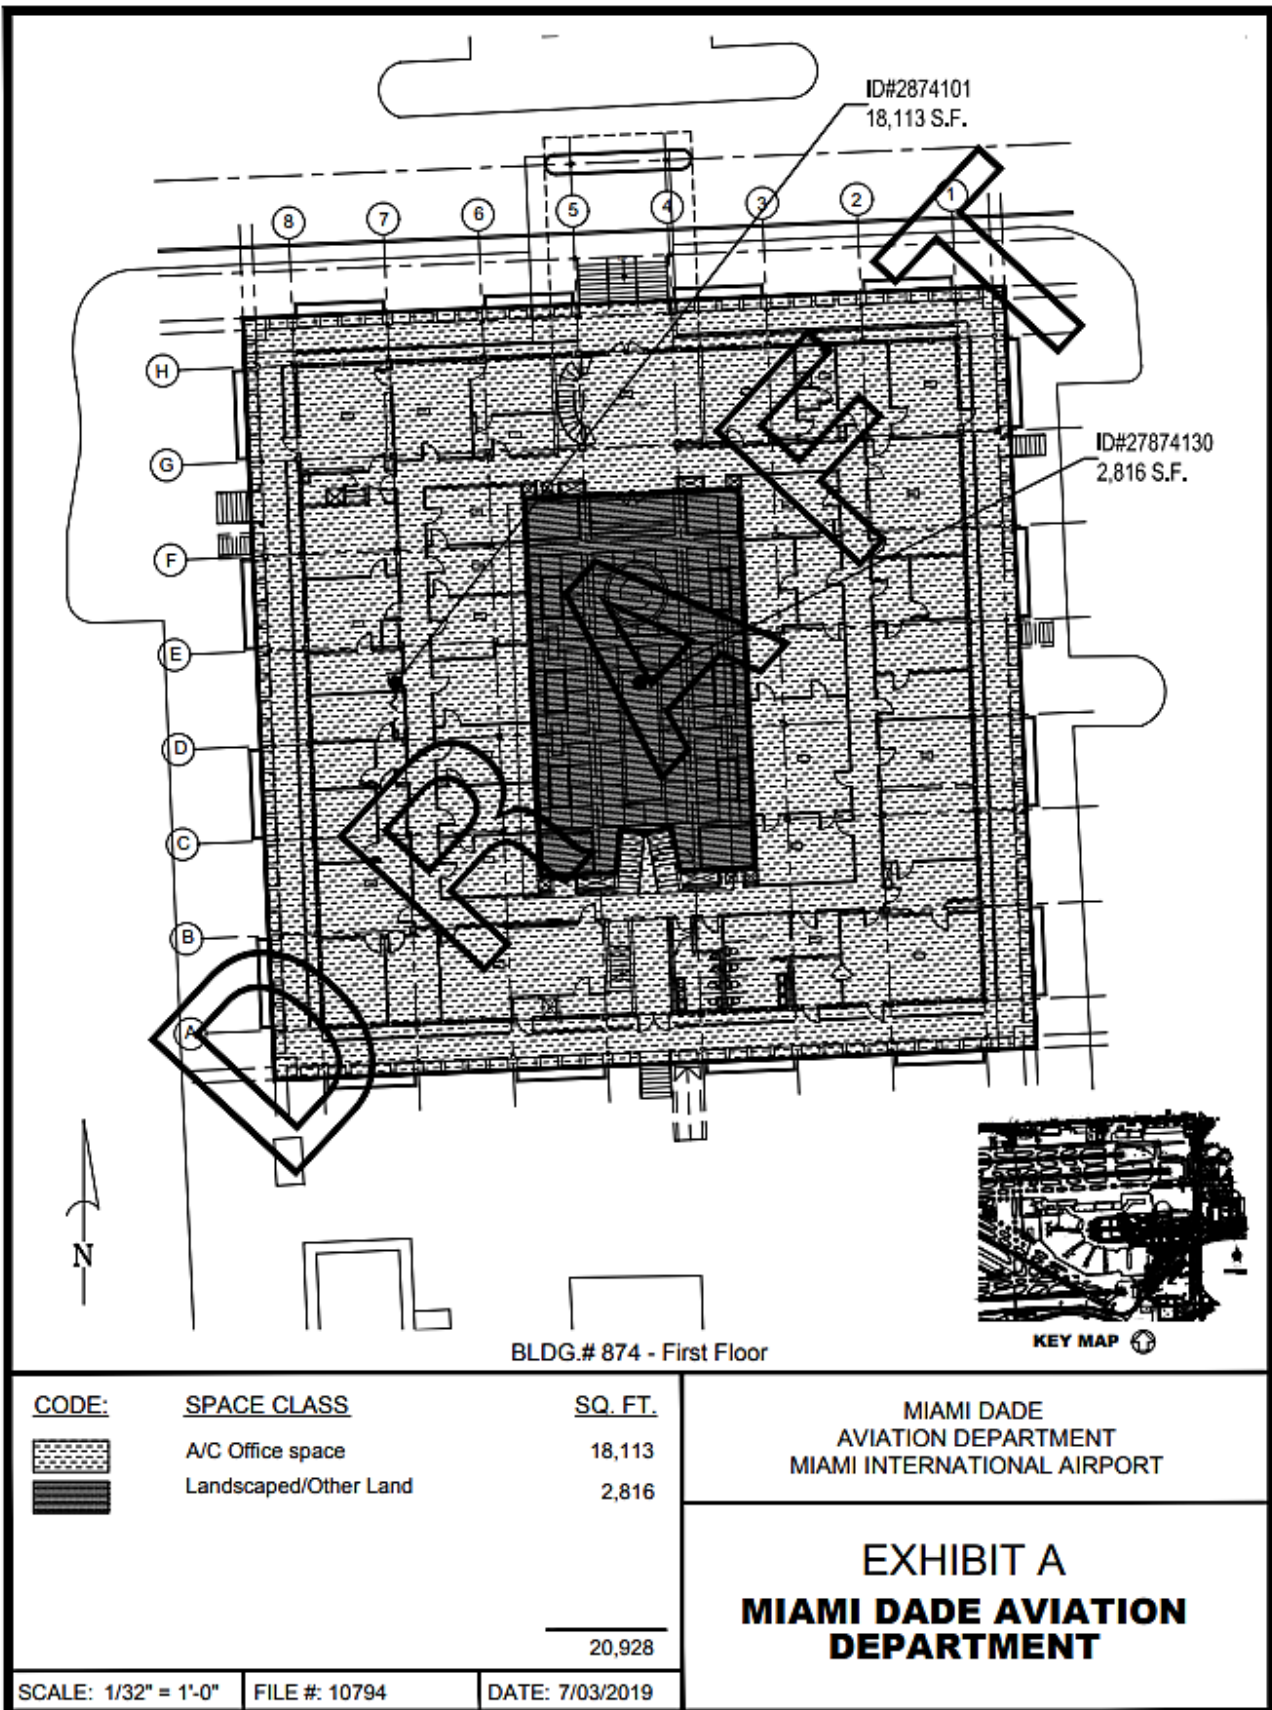 ID#2874101
18,113 S.F.
8 7 6 5 4 3 2 1
H
G
ID#27874130
2,816 S.F.
F
E
D
C
B
A
DRAFT
N
KEY MAP
BLDG.# 874 - First Floor
CODE: SPACE CLASS SQ. FT.
A/C Office space 18,113
Landscaped/Other Land 2,816
20,928
MIAMI DADE
AVIATION DEPARTMENT
MIAMI INTERNATIONAL AIRPORT
EXHIBIT A
MIAMI DADE AVIATION
DEPARTMENT
SCALE: 1/32" = 1'-0" FILE #: 10794 DATE: 7/03/2019